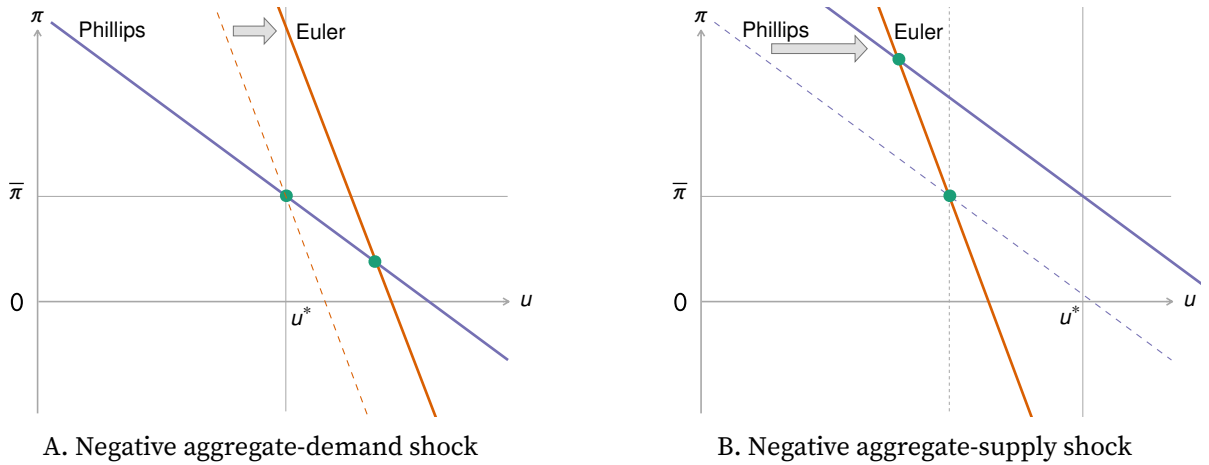 π
Phillips
Euler
π̄
0
u
u*
A. Negative aggregate-demand shock
π
Phillips
Euler
π̄
0
u
u*
B. Negative aggregate-supply shock